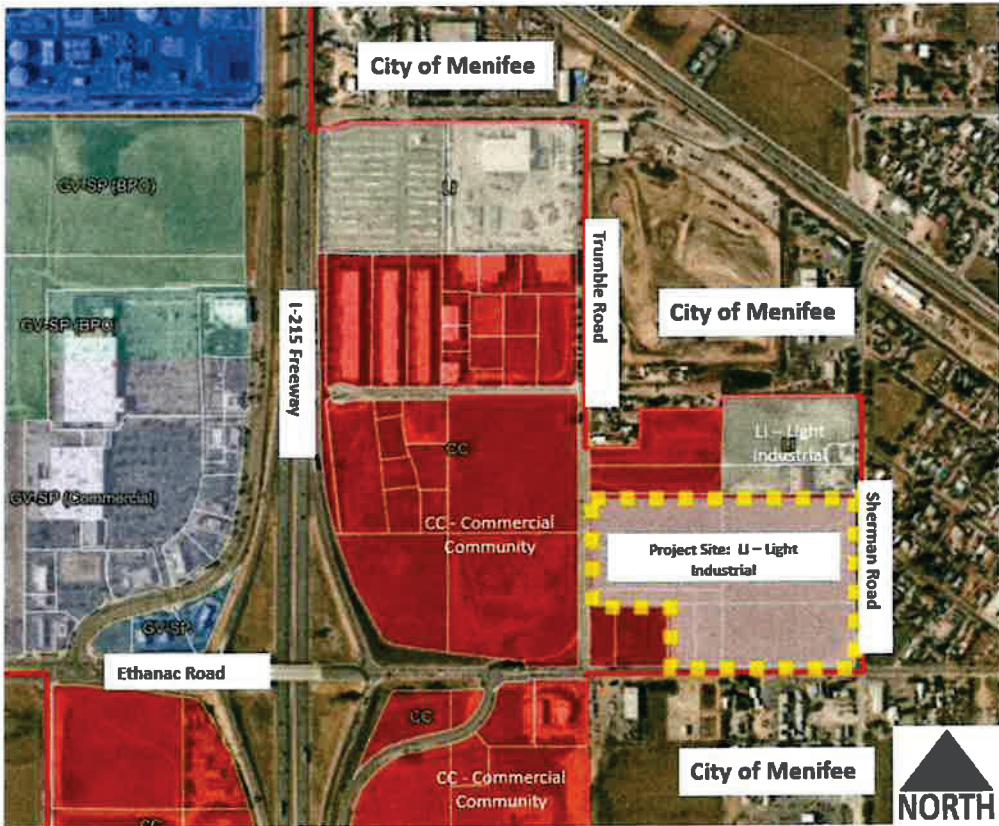 City of Menifee
GV-SP (BPO)
LI
Trumble Road
City of Menifee
GV-SP (BPO)
I-215 Freeway
CC
LI – Light
Industrial
GV-SP (Commercial)
CC - Commercial
Community
Project Site: LI – Light
Industrial
Sherman Road
GV-SP
Ethanac Road
CC
CC - Commercial
Community
City of Menifee
CC
NORTH